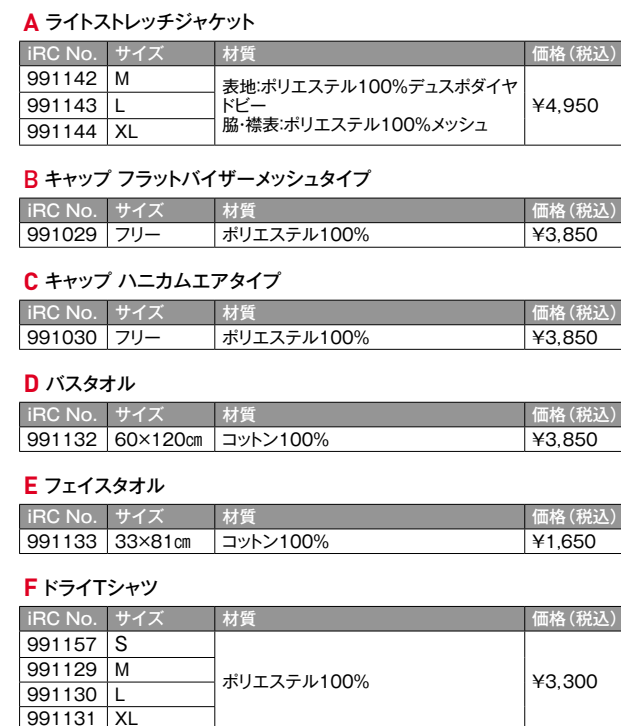 A ライトストレッチジャケット
iRC No. サイズ 材質 価格(税込)
991142 M 表地:ポリエステル100%デュスポダイヤ
ドビー
脇・襟表:ポリエステル100%メッシュ ¥4,950
991143 L
991144 XL
B キャップ フラットバイザーメッシュタイプ
iRC No. サイズ 材質 価格(税込)
991029 フリー ポリエステル100% ¥3,850
C キャップ ハニカムエアタイプ
iRC No. サイズ 材質 価格(税込)
991030 フリー ポリエステル100% ¥3,850
D バスタオル
iRC No. サイズ 材質 価格(税込)
991132 60×120㎝ コットン100% ¥3,850
E フェイスタオル
iRC No. サイズ 材質 価格(税込)
991133 33×81㎝ コットン100% ¥1,650
F ドライTシャツ
iRC No. サイズ 材質 価格(税込)
991157 S ポリエステル100% ¥3,300
991129 M
991130 L
991131 XL